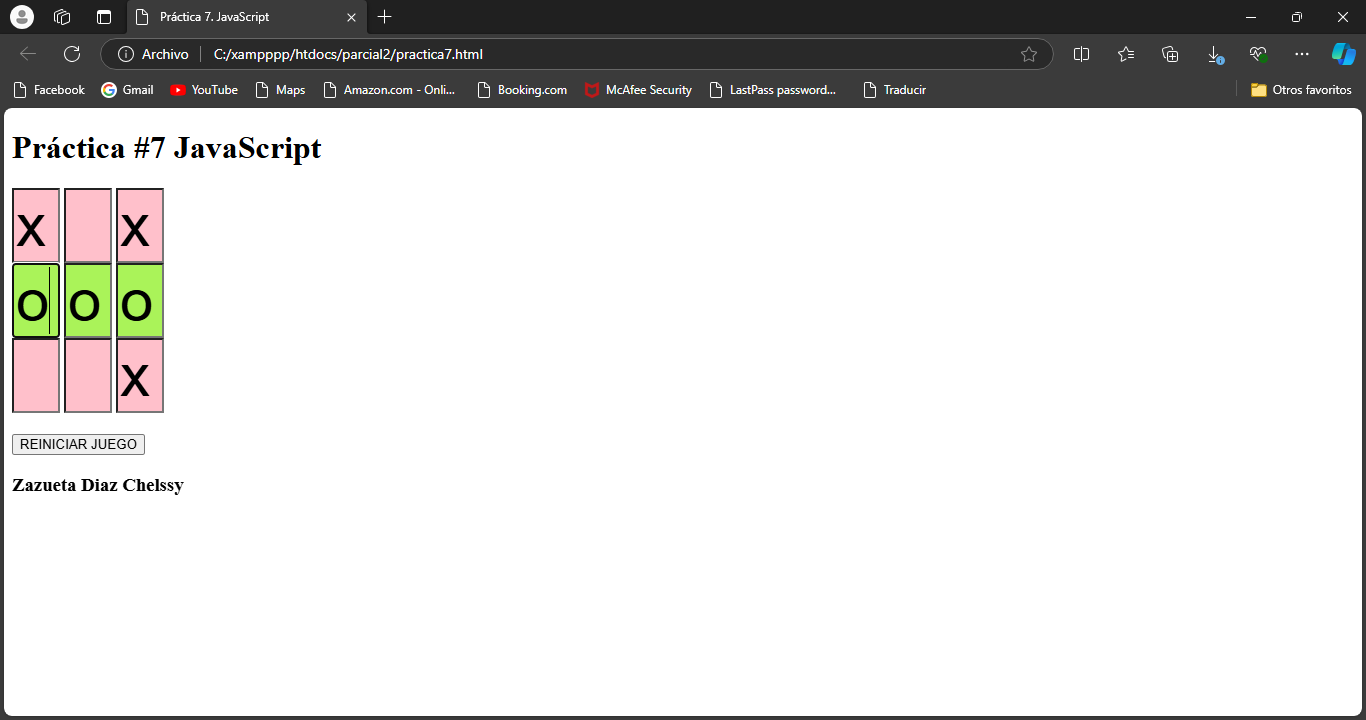 Práctica 7. JavaScript
Archivo C:/xampppp/htdocs/parcial2/practica7.html
Facebook Gmail YouTube Maps Amazon.com - Onli... Booking.com McAfee Security LastPass password... Traducir Otros favoritos
Práctica #7 JavaScript
X X
O O O
X
REINICIAR JUEGO
Zazueta Diaz Chelssy